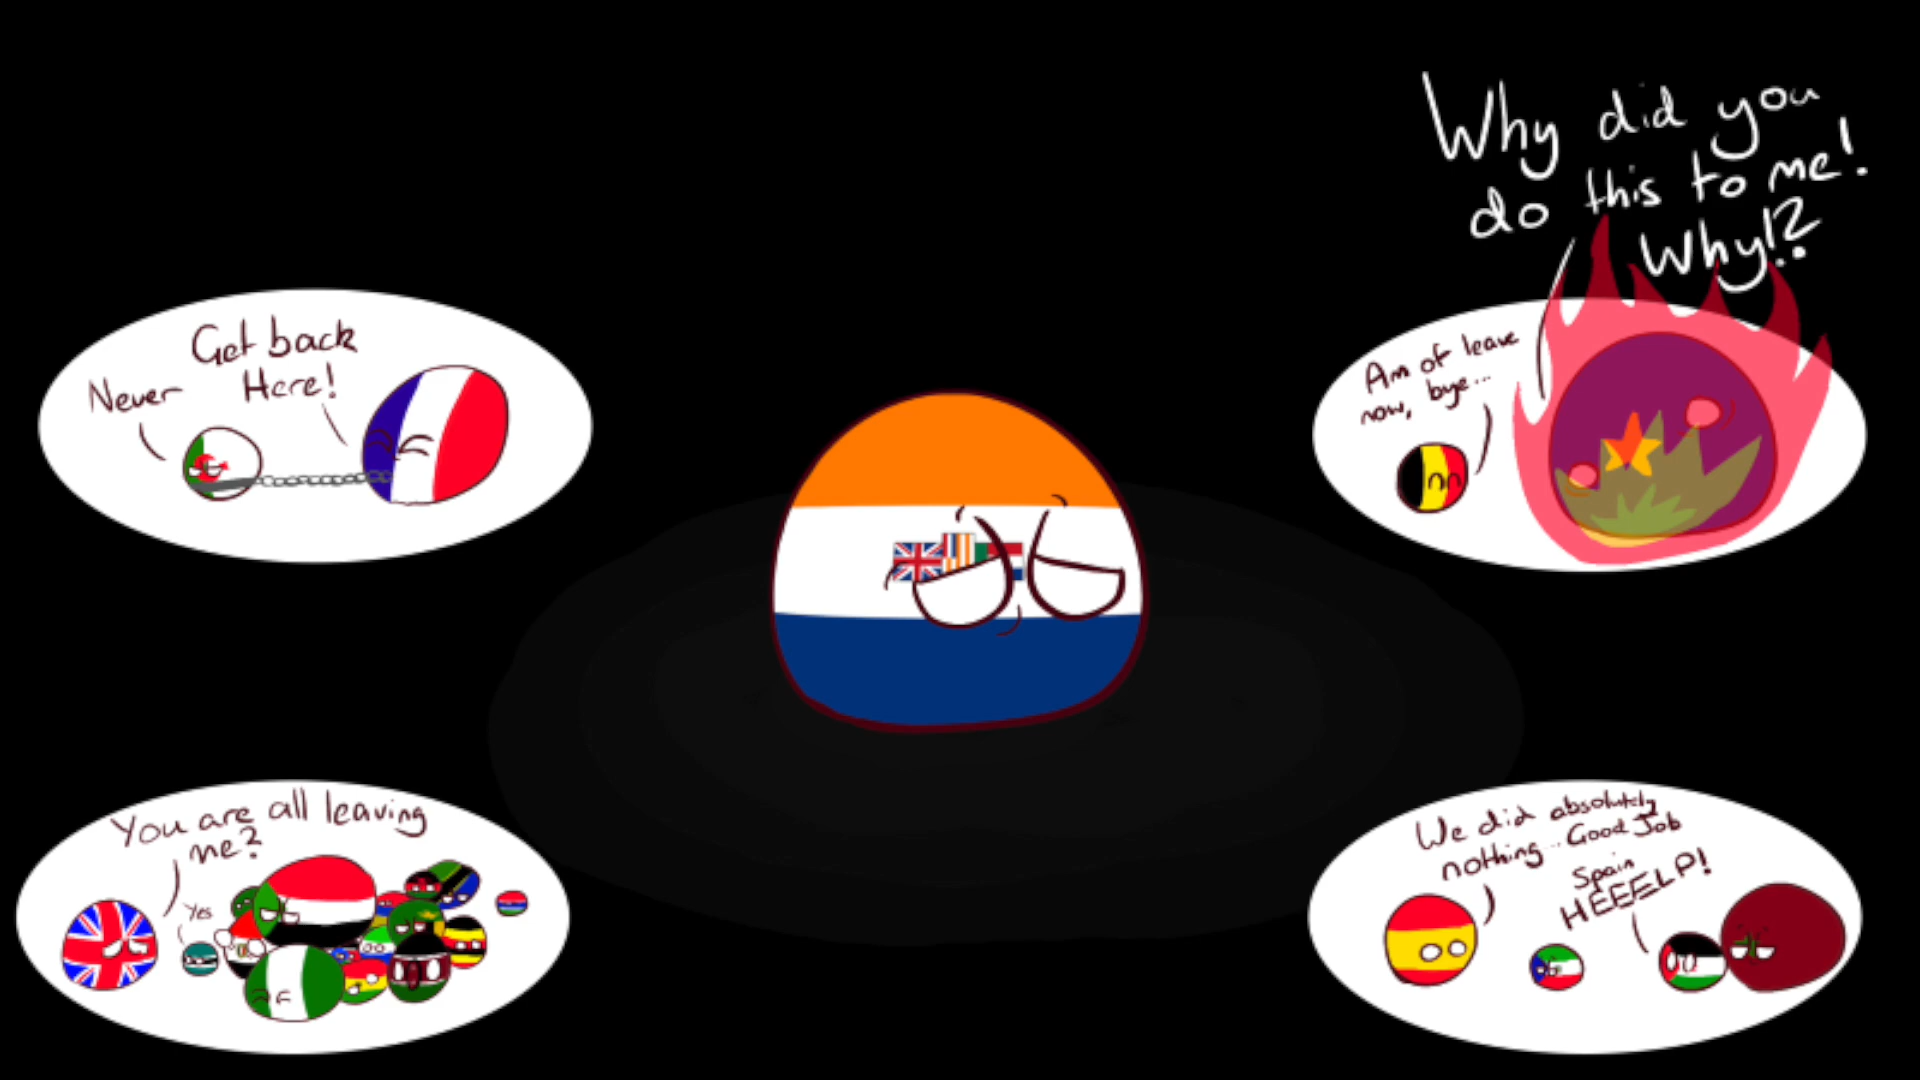 Why did you
do this to me!
Why!?
Get back
Here!
Never
Am of leave
now, bye...
You are all leaving
me?
Yes
We did absolutely
nothing... Good Job
Spain
HEEELP!